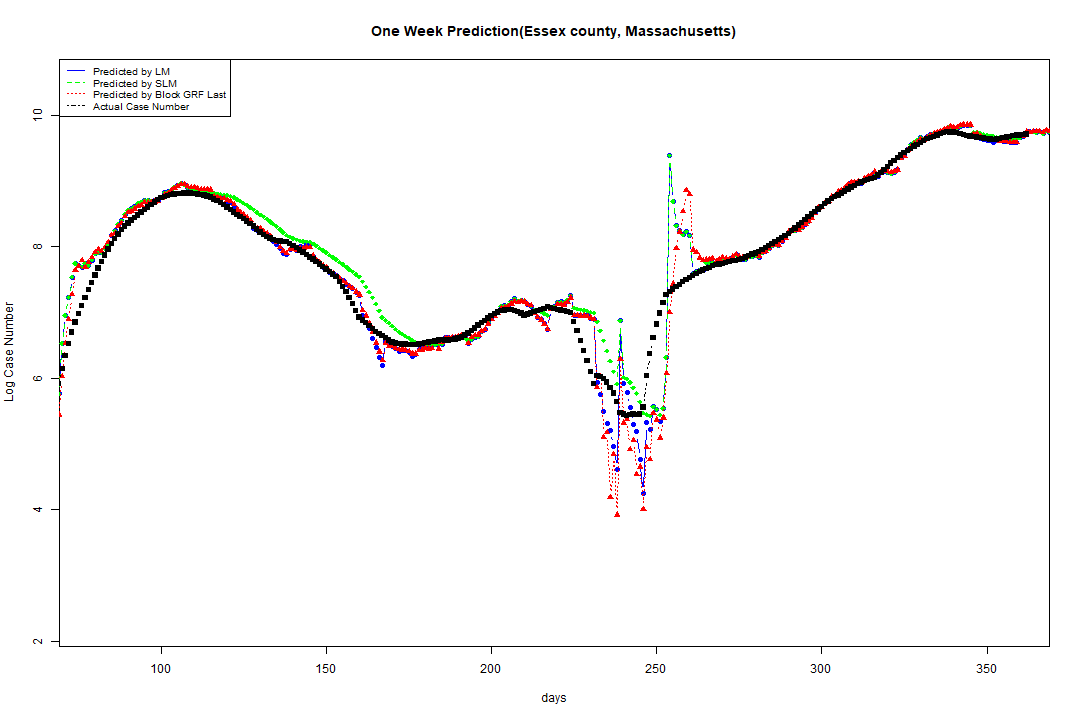 One Week Prediction(Essex county, Massachusetts)
Predicted by LM
Predicted by SLM
Predicted by Block GRF Last
Actual Case Number
10
8
6
4
2
Log Case Number
100 150 200 250 300 350
days